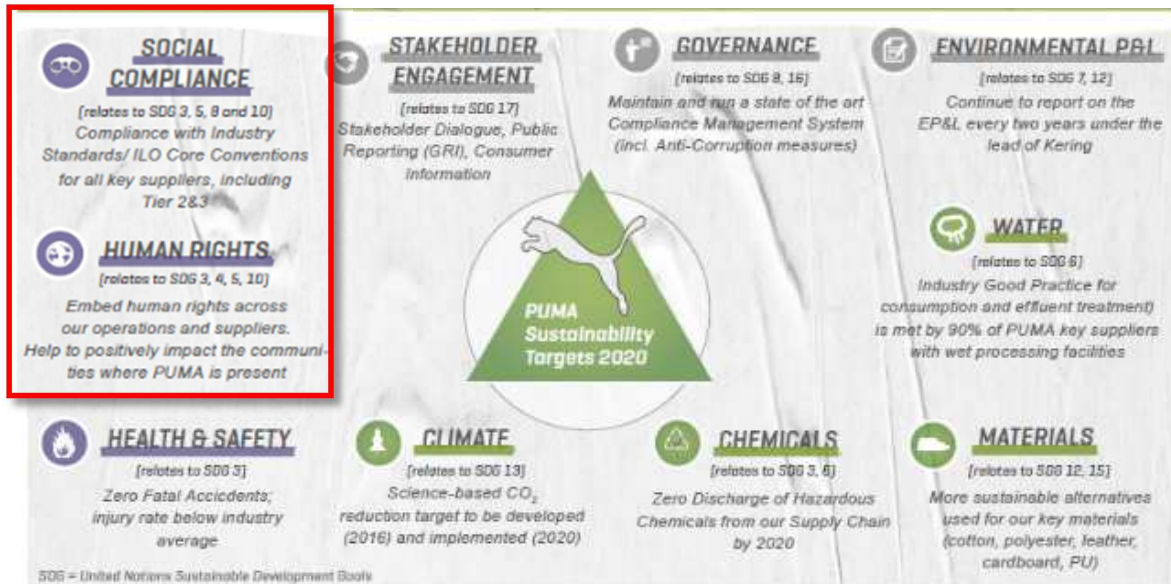 SOCIAL
COMPLIANCE
[relates to SDG 3, 5, 8 and 10]
Compliance with Industry
Standards/ ILO Core Conventions
for all key suppliers, including
Tier 2&3
HUMAN RIGHTS
[relates to SDG 3, 4, 5, 10]
Embed human rights across
our operations and suppliers.
Help to positively impact the communi-
ties where PUMA is present
STAKEHOLDER
ENGAGEMENT
[relates to SDG 17]
Stakeholder Dialogue, Public
Reporting (GRI), Consumer
Information
GOVERNANCE
[relates to SDG 8, 16]
Maintain and run a state of the art
Compliance Management System
(incl. Anti-Corruption measures)
ENVIRONMENTAL P&L
[relates to SDG 7, 12]
Continue to report on the
EP&L every two years under the
lead of Kering
PUMA
Sustainability
Targets 2020
WATER
[relates to SDG 6]
Industry Good Practice for
consumption and effluent treatment)
is met by 90% of PUMA key suppliers
with wet processing facilities
HEALTH & SAFETY
[relates to SDG 3]
Zero Fatal Accidents;
injury rate below industry
average
CLIMATE
[relates to SDG 13]
Science-based CO₂
reduction target to be developed
(2016) and implemented (2020)
CHEMICALS
[relates to SDG 3, 6]
Zero Discharge of Hazardous
Chemicals from our Supply Chain
by 2020
MATERIALS
[relates to SDG 12, 15]
More sustainable alternatives
used for our key materials
(cotton, polyester, leather,
cardboard, PU)
SDG = United Nations Sustainable Development Goals